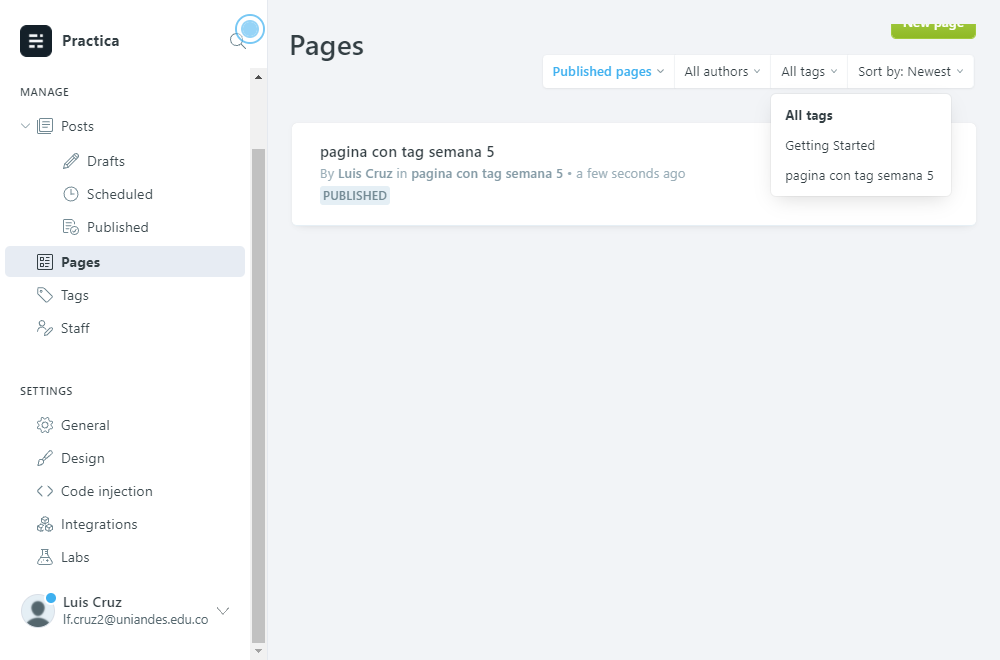 Practica
MANAGE
Posts
Drafts
Scheduled
Published
Pages
Tags
Staff
SETTINGS
General
Design
Code injection
Integrations
Labs
Luis Cruz
lf.cruz2@uniandes.edu.co
Pages
New page
Published pages
All authors
All tags
Sort by: Newest
All tags
Getting Started
pagina con tag semana 5
pagina con tag semana 5
By Luis Cruz in pagina con tag semana 5 • a few seconds ago
PUBLISHED